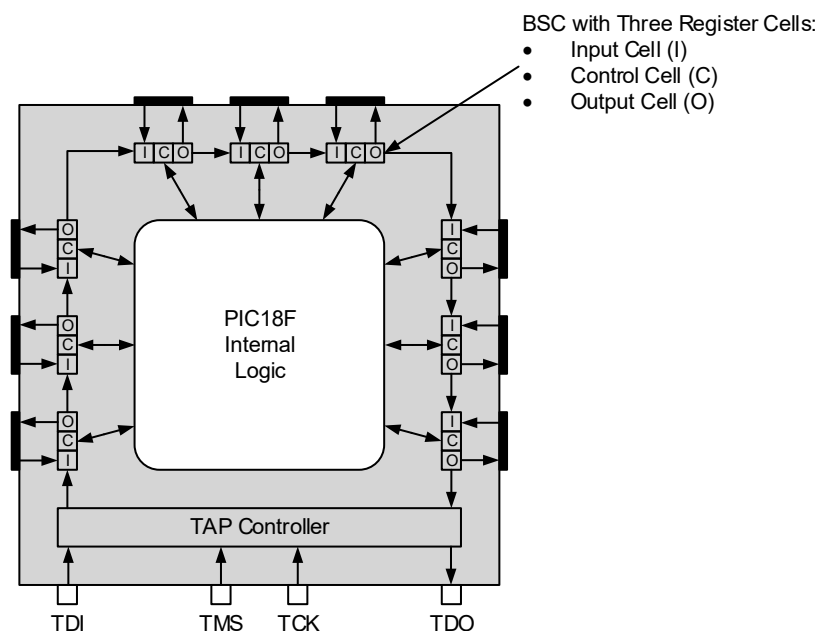 BSC with Three Register Cells:
• Input Cell (I)
• Control Cell (C)
• Output Cell (O)
I C O I C O I C O
O
C
I
I
C
O
O
C
I
PIC18F
Internal
Logic
I
C
O
O
C
I
I
C
O
TAP Controller
TDI TMS TCK TDO